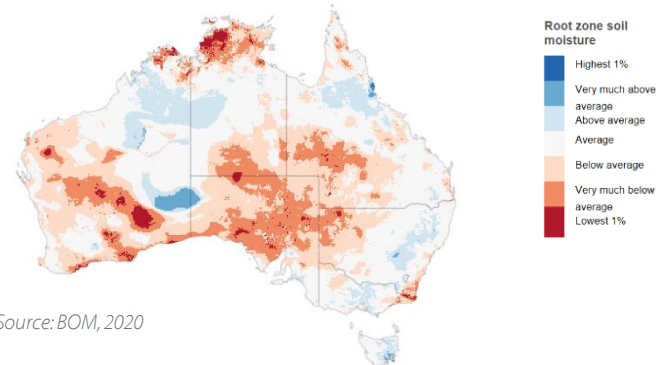 Root zone soil
moisture
Highest 1%
Very much above
average
Above average
Average
Below average
Very much below
average
Lowest 1%
Source: BOM, 2020